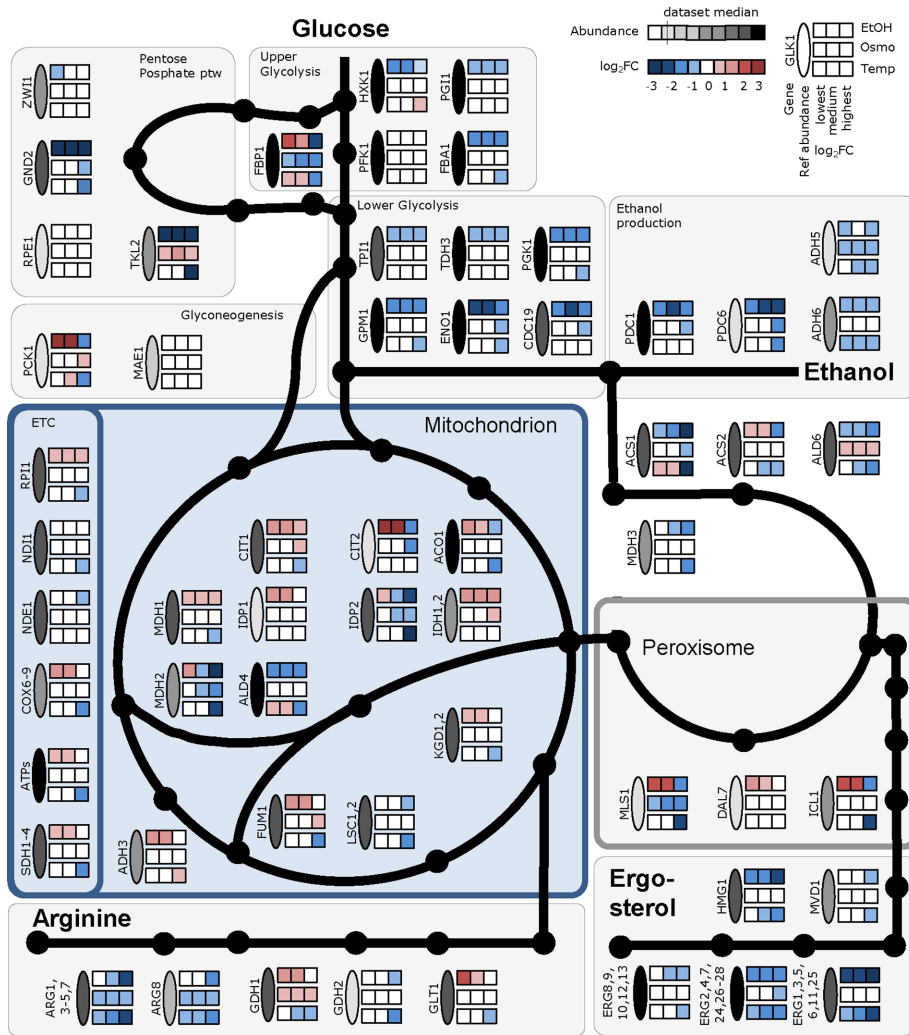 Glucose
Pentose
Posphate ptw
Upper
Glycolysis
Abundance
dataset median
log2FC
-3 -2 -1 0 1 2 3
GLK1
EtOH
Osmo
Temp
Gene
Ref abundance
lowest
medium
highest
log2FC
ZWI1
GND2
RPE1
TKL2
FBP1
HXK1
PGI1
PFK1
FBA1
Lower Glycolysis
TPI1
TDH3
PGK1
GPM1
ENO1
CDC19
Ethanol
production
ADH5
PDC1
PDC6
ADH6
Glyconeogenesis
PCK1
MAE1
Ethanol
ETC
Mitochondrion
RPI1
NDI1
NDE1
COX6-9
ATPs
SDH1-4
CIT1
CIT2
ACO1
MDH1
IDP1
IDP2
IDH1,2
MDH2
ALD4
KGD1,2
FUM1
LSC1,2
ADH3
ACS1
ACS2
ALD6
MDH3
Peroxisome
MLS1
DAL7
ICL1
Ergo-
sterol
HMG1
MVD1
ERG8,9,
10,12,13
ERG2,4,7,
24,26-28
ERG1,3,5,
6,11,25
Arginine
ARG1,
3-5,7
ARG8
GDH1
GDH2
GLT1